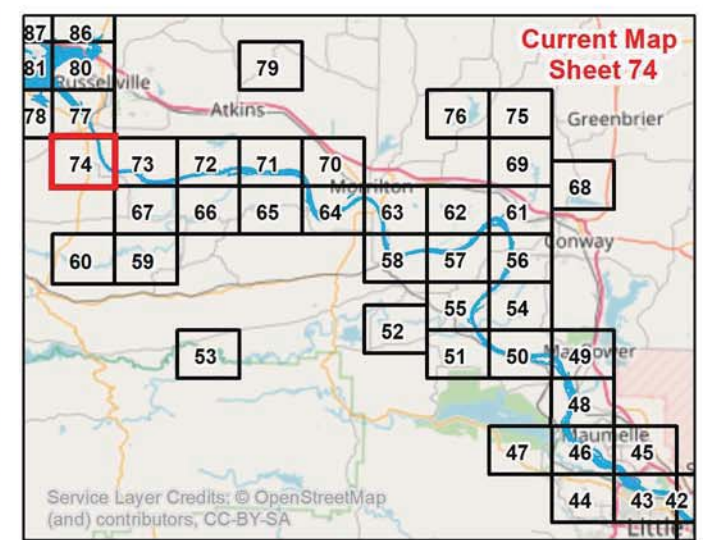 87 86
Current Map
Sheet 74
81 80 79
Russellville
78 77 Atkins 76 75 Greenbrier
74 73 72 71 70 69
Morrilton 68
67 66 65 64 63 62 61
Conway
60 59 58 57 56
55 54
52
53 51 50 49
48
Maumelle
47 46 45
Service Layer Credits: © OpenStreetMap
(and) contributors, CC-BY-SA
44 43 42
Little